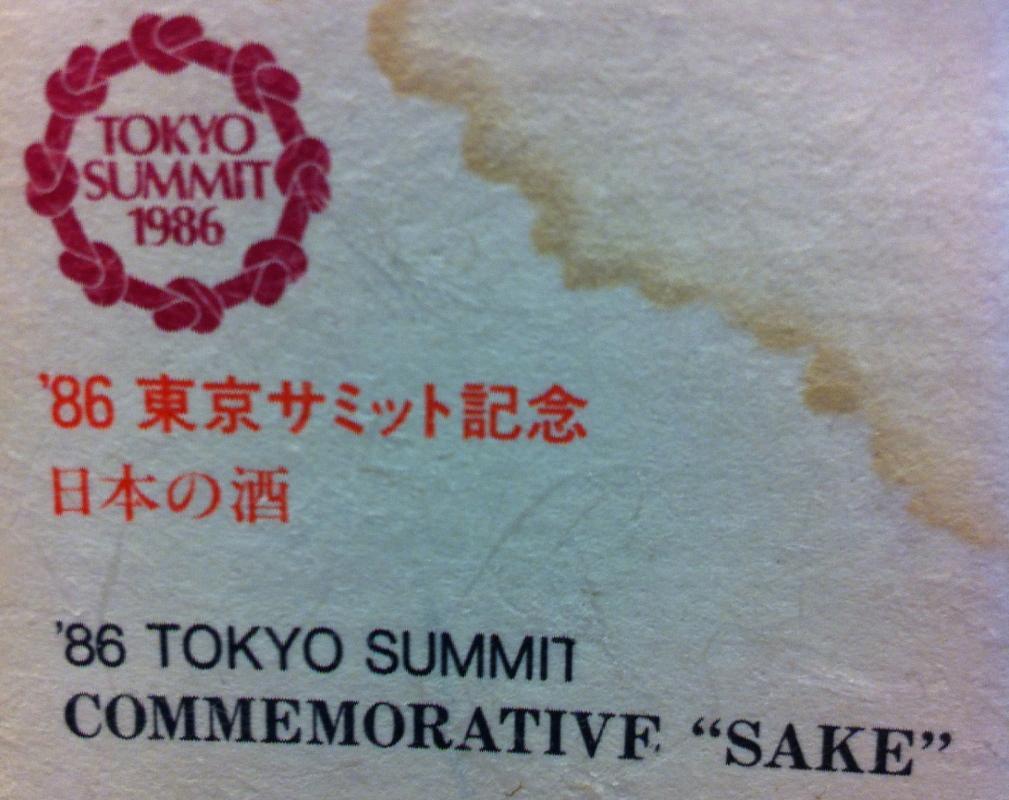 TOKYO
SUMMIT
1986
'86 東京サミット記念
日本の酒
'86 TOKYO SUMMIT
COMMEMORATIVE “SAKE”